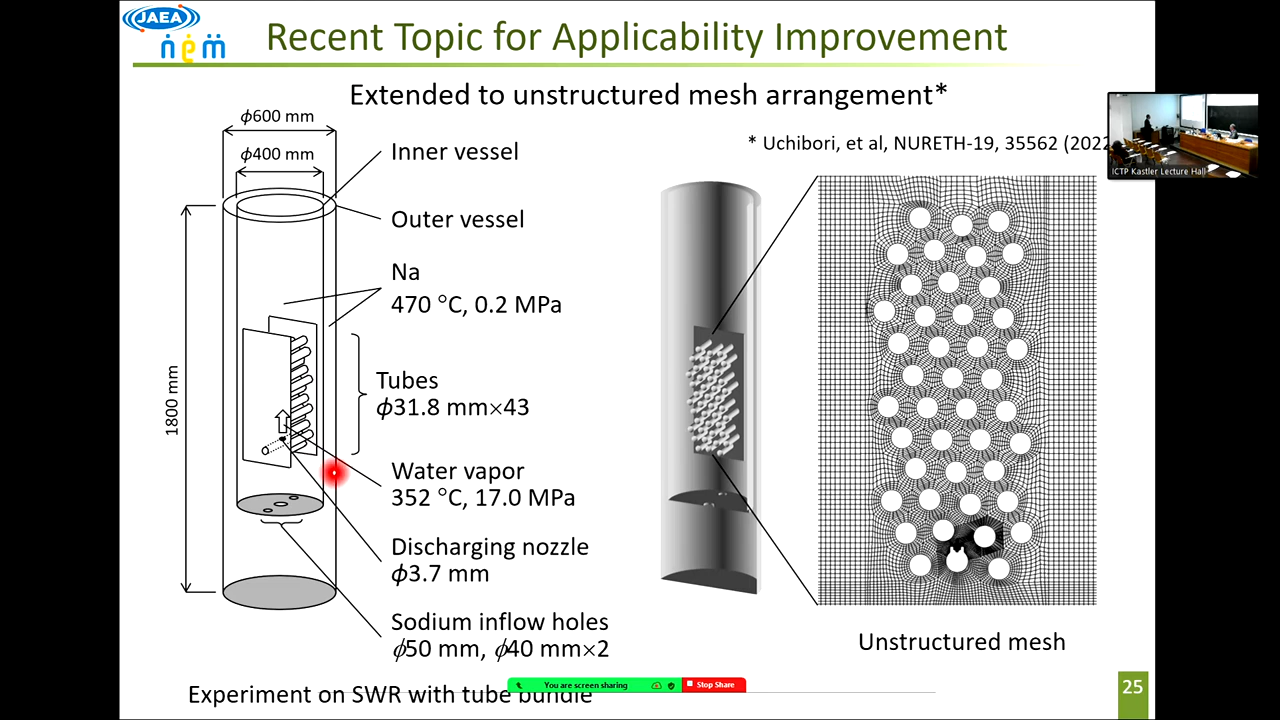 JAEA
nëm
Recent Topic for Applicability Improvement
Extended to unstructured mesh arrangement*
* Uchibori, et al, NURETH-19, 35562 (2022
ICTP Kastler Lecture Hall
ϕ600 mm
ϕ400 mm
1800 mm
Inner vessel
Outer vessel
Na
470 °C, 0.2 MPa
Tubes
ϕ31.8 mm×43
Water vapor
352 °C, 17.0 MPa
Discharging nozzle
ϕ3.7 mm
Sodium inflow holes
ϕ50 mm, ϕ40 mm×2
Unstructured mesh
You are screen sharing
Stop Share
Experiment on SWR with tube bundle
25